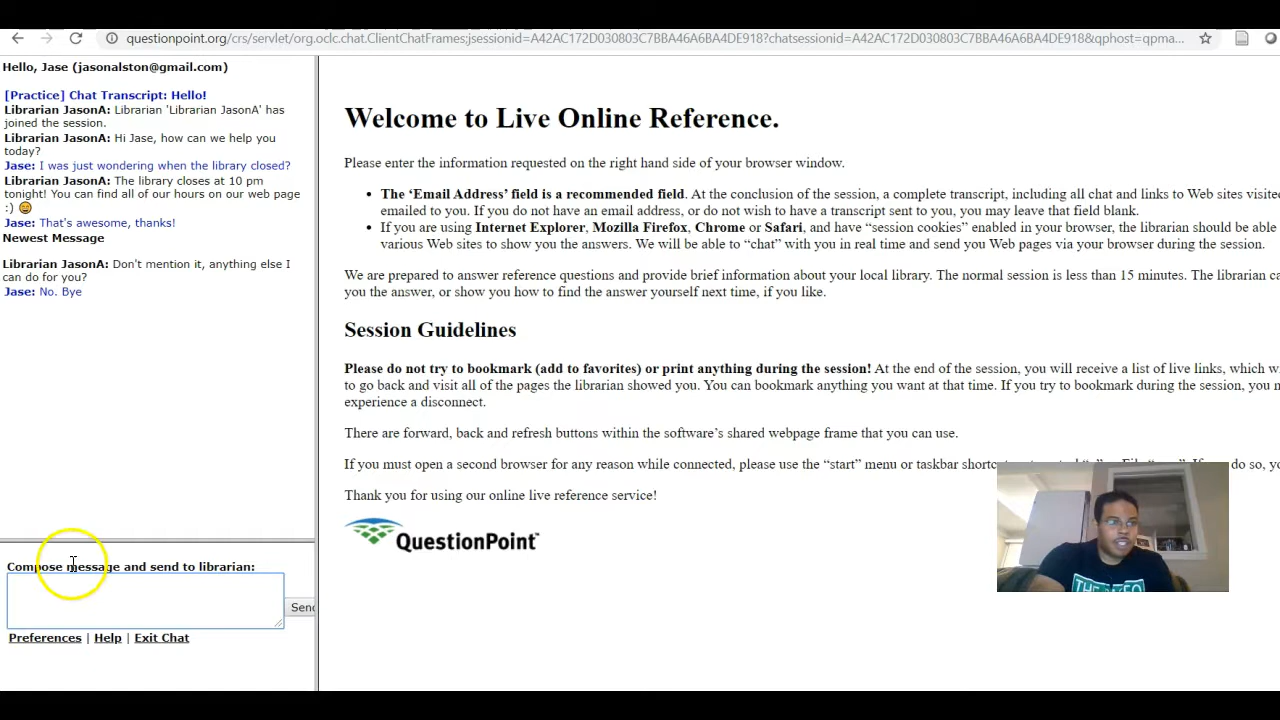 questionpoint.org/crs/servlet/org.oclc.chat.ClientChatFrames;jsessionid=A42AC172D030803C7BBA46A6BA4DE918?chatsessionid=A42AC172D030803C7BBA46A6BA4DE918&qphost=qpma...
Hello, Jase (jasonalston@gmail.com)
[Practice] Chat Transcript: Hello!
Librarian JasonA: Librarian 'Librarian JasonA' has
joined the session.
Librarian JasonA: Hi Jase, how can we help you
today?
Jase: I was just wondering when the library closed?
Librarian JasonA: The library closes at 10 pm
tonight! You can find all of our hours on our web page
:)
Jase: That's awesome, thanks!
Newest Message
Librarian JasonA: Don't mention it, anything else I
can do for you?
Jase: No. Bye
Compose message and send to librarian:
Send
Preferences | Help | Exit Chat
Welcome to Live Online Reference.
Please enter the information requested on the right hand side of your browser window.
• The ‘Email Address’ field is a recommended field. At the conclusion of the session, a complete transcript, including all chat and links to Web sites visited
emailed to you. If you do not have an email address, or do not wish to have a transcript sent to you, you may leave that field blank.
• If you are using Internet Explorer, Mozilla Firefox, Chrome or Safari, and have “session cookies” enabled in your browser, the librarian should be able
various Web sites to show you the answers. We will be able to “chat” with you in real time and send you Web pages via your browser during the session.
We are prepared to answer reference questions and provide brief information about your local library. The normal session is less than 15 minutes. The librarian
you the answer, or show you how to find the answer yourself next time, if you like.
Session Guidelines
Please do not try to bookmark (add to favorites) or print anything during the session! At the end of the session, you will receive a list of live links, which
to go back and visit all of the pages the librarian showed you. You can bookmark anything you want at that time. If you try to bookmark during the session, you
experience a disconnect.
There are forward, back and refresh buttons within the software’s shared webpage frame that you can use.
If you must open a second browser for any reason while connected, please use the “start” menu or taskbar do so,
Thank you for using our online live reference service!
QuestionPoint